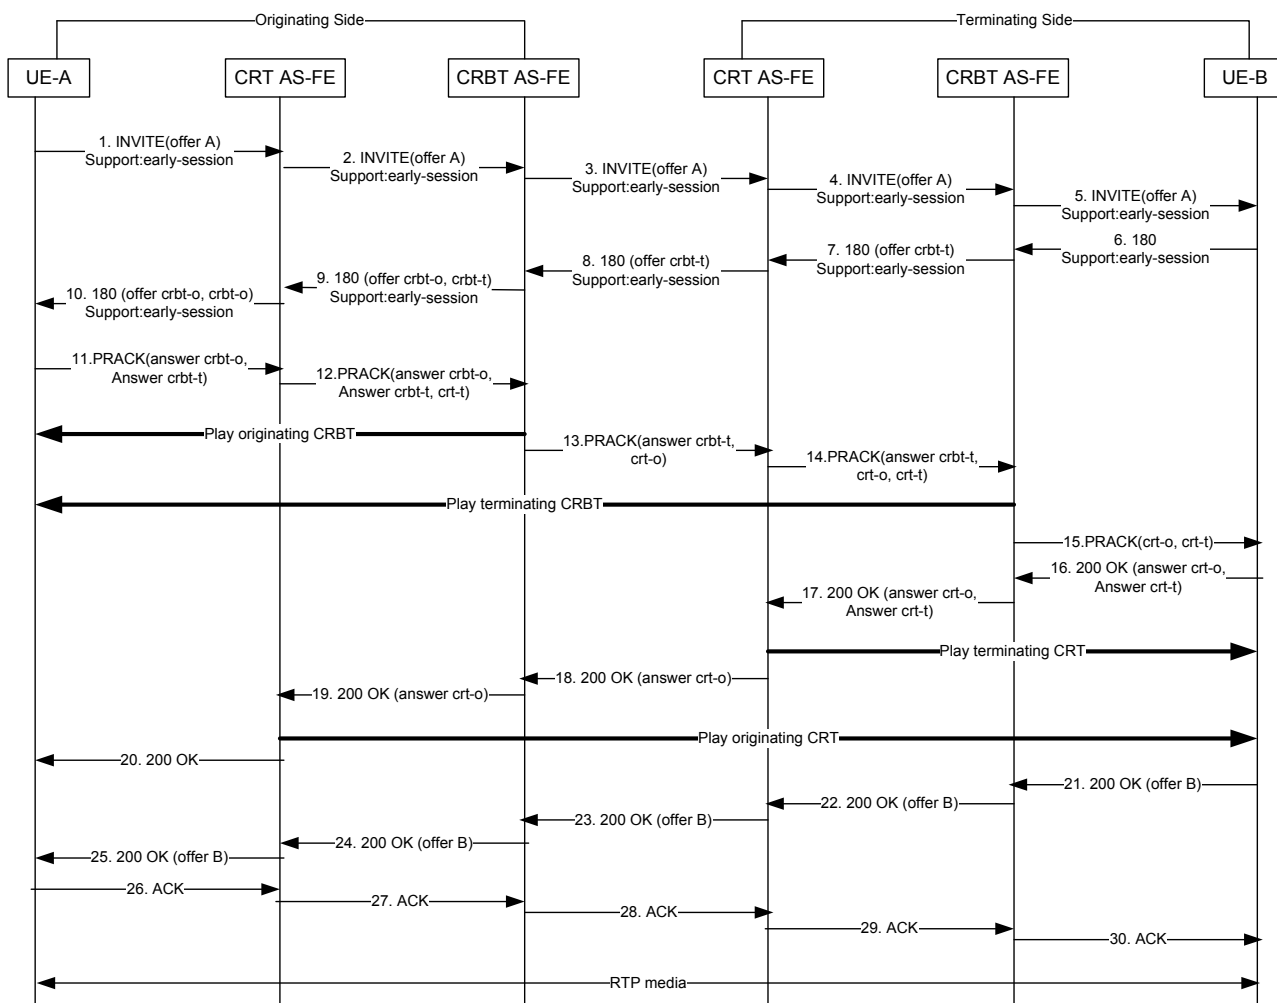 Originating Side
Terminating Side
UE-A
CRT AS-FE
CRBT AS-FE
CRT AS-FE
CRBT AS-FE
UE-B
1. INVITE(offer A)
Support:early-session
2. INVITE(offer A)
Support:early-session
3. INVITE(offer A)
Support:early-session
4. INVITE(offer A)
Support:early-session
5. INVITE(offer A)
Support:early-session
6. 180
Support:early-session
7. 180 (offer crbt-t)
Support:early-session
8. 180 (offer crbt-t)
Support:early-session
9. 180 (offer crbt-o, crbt-t)
Support:early-session
10. 180 (offer crbt-o, crbt-o)
Support:early-session
11.PRACK(answer crbt-o,
Answer crbt-t)
12.PRACK(answer crbt-o,
Answer crbt-t, crt-t)
Play originating CRBT
13.PRACK(answer crbt-t,
crt-o)
14.PRACK(answer crbt-t,
crt-o, crt-t)
Play terminating CRBT
15.PRACK(crt-o, crt-t)
16. 200 OK (answer crt-o,
Answer crt-t)
17. 200 OK (answer crt-o,
Answer crt-t)
Play terminating CRT
18. 200 OK (answer crt-o)
19. 200 OK (answer crt-o)
Play originating CRT
20. 200 OK
21. 200 OK (offer B)
22. 200 OK (offer B)
23. 200 OK (offer B)
24. 200 OK (offer B)
25. 200 OK (offer B)
26. ACK
27. ACK
28. ACK
29. ACK
30. ACK
RTP media